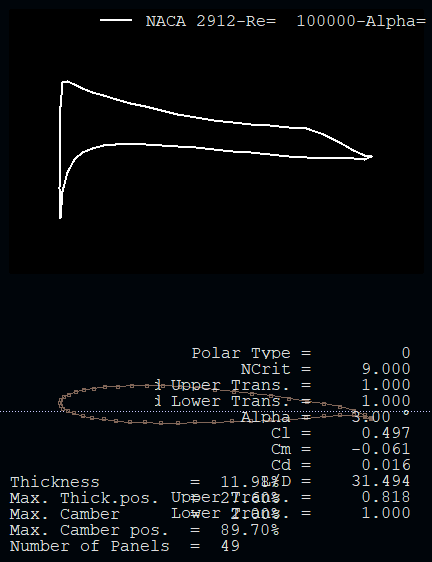 NACA 2912-Re=  100000-Alpha=
Polar Type =  0
NCrit =  9.000
Upper Trans. =  1.000
Lower Trans. =  1.000
Alpha =  3.00 °
Cl =  0.497
Cm =  -0.061
Cd =  0.016
L/D =  31.494
Upper Trans. =  0.818
Lower Trans. =  1.000
Thickness =  11.98%
Max. Thick.pos. =  27.60%
Max. Camber =  2.00%
Max. Camber pos. =  89.70%
Number of Panels =  49